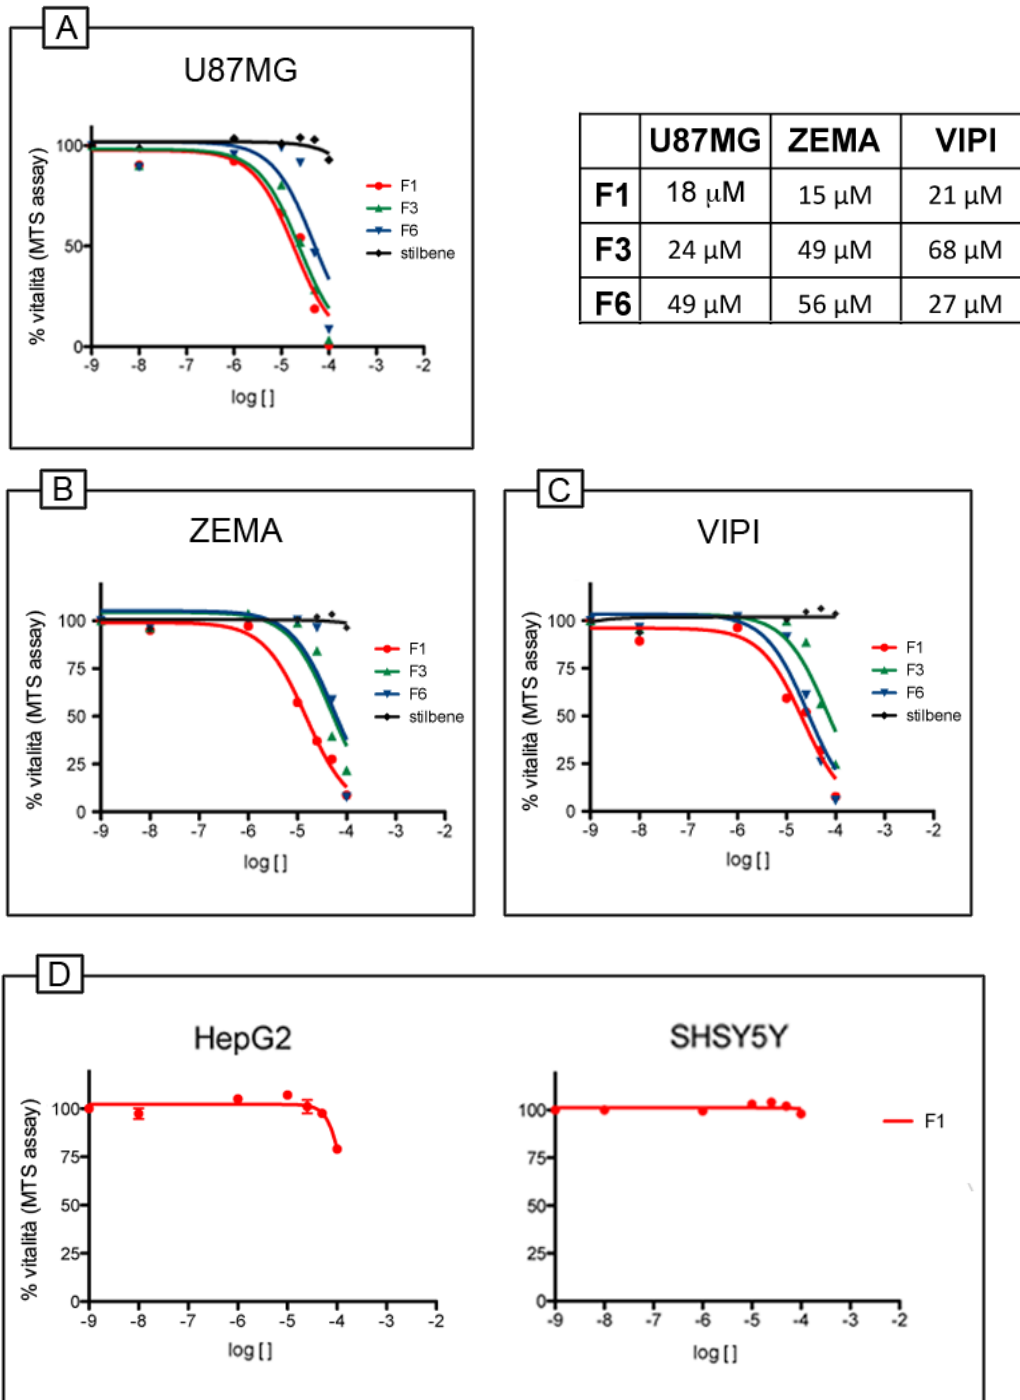 A
U87MG
% vitalità (MTS assay)
100
50
0
-9 -8 -7 -6 -5 -4 -3 -2
log [ ]
F1
F3
F6
stilbene
U87MG ZEMA VIPI
F1 18 μM 15 μM 21 μM
F3 24 μM 49 μM 68 μM
F6 49 μM 56 μM 27 μM
B
ZEMA
% vitalità (MTS assay)
100
75
50
25
0
-9 -8 -7 -6 -5 -4 -3 -2
log [ ]
F1
F3
F6
stilbene
C
VIPI
% vitalità (MTS assay)
100
75
50
25
0
-9 -8 -7 -6 -5 -4 -3 -2
log [ ]
F1
F3
F6
stilbene
D
HepG2
% vitalità (MTS assay)
100
75
50
25
0
-9 -8 -7 -6 -5 -4 -3 -2
log [ ]
SHSY5Y
100
75
50
25
0
-9 -8 -7 -6 -5 -4 -3 -2
log [ ]
F1